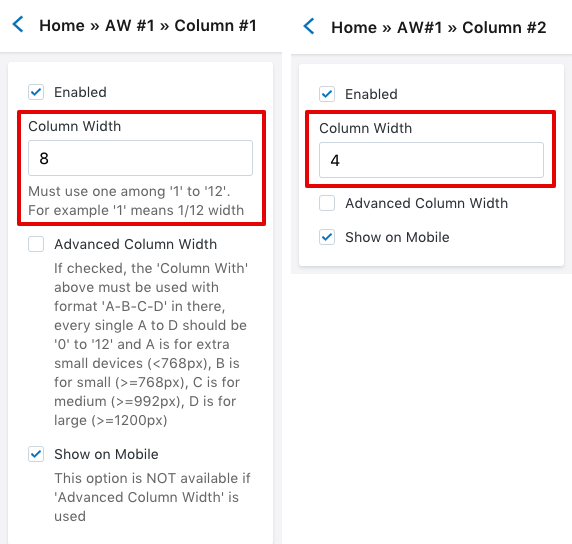 Home » AW #1 » Column #1
Enabled
Column Width
8
Must use one among '1' to '12'.
For example '1' means 1/12 width
Advanced Column Width
If checked, the 'Column With'
above must be used with
format 'A-B-C-D' in there,
every single A to D should be
'0' to '12' and A is for extra
small devices (<768px), B is
for small (>=768px), C is for
medium (>=992px), D is for
large (>=1200px)
Show on Mobile
This option is NOT available if
'Advanced Column Width' is
used
Home » AW#1 » Column #2
Enabled
Column Width
4
Advanced Column Width
Show on Mobile